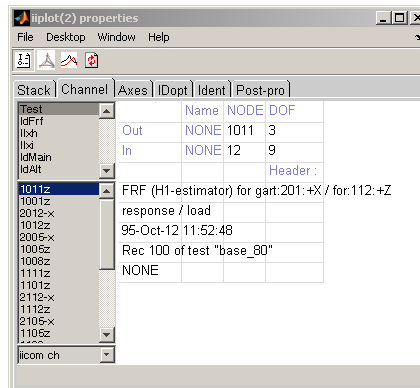 iiplot(2) properties
File Desktop Window Help
Stack Channel Axes IDopt Ident Post-pro
Test
IdFrf
IIxh
IIxi
IdMain
IdAlt
1011z
1001z
2012-x
1012z
2005-x
1005z
1008z
1111z
1101z
2112-x
1112z
2105-x
1105z
iicom ch
Name NODE DOF
Out NONE 1011 3
In NONE 12 9
Header :
FRF (H1-estimator) for gart:201:+X / for:112:+Z
response / load
95-Oct-12 11:52:48
Rec 100 of test "base_80"
NONE